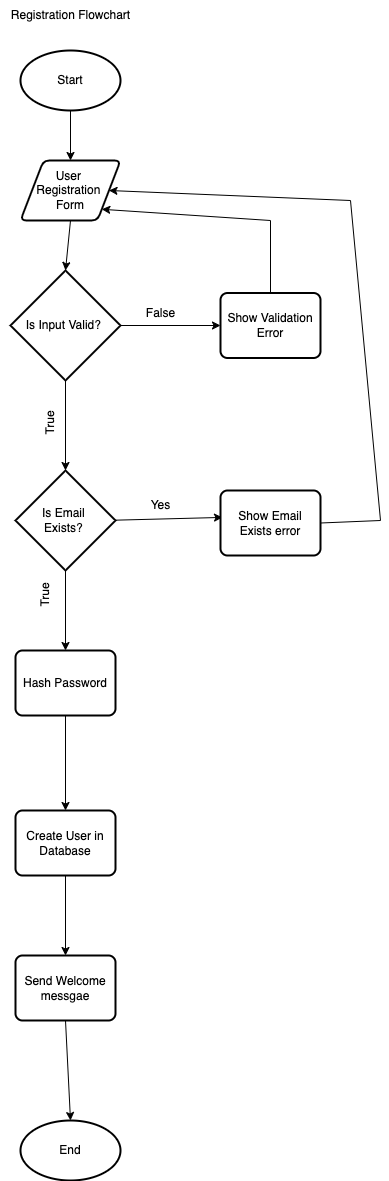 Registration Flowchart
Start
User
Registration
Form
Is Input Valid?
False
Show Validation
Error
True
Is Email
Exists?
Yes
Show Email
Exists error
True
Hash Password
Create User in
Database
Send Welcome
messgae
End